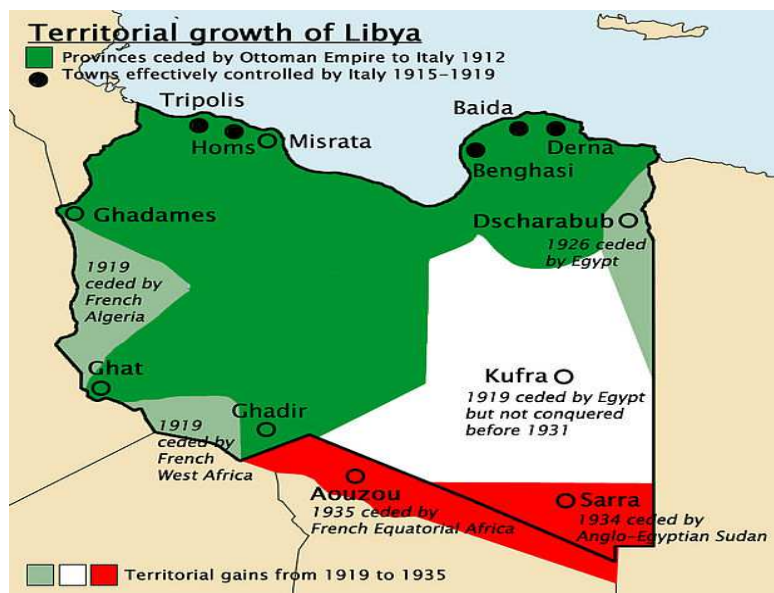 Territorial growth of Libya
Provinces ceded by Ottoman Empire to Italy 1912
Towns effectively controlled by Italy 1915-1919
Tripolis
Homs
Misrata
Baida
Derna
Benghasi
Ghadames
Dscharabub
1926 ceded
by Egypt
1919
ceded by
French
Algeria
Ghat
Kufra
1919 ceded by Egypt
but not conquered
before 1931
Ghadir
1919
ceded by
French
West Africa
Aouzou
1935 ceded by
French Equatorial Africa
Sarra
1934 ceded by
Anglo-Egyptian Sudan
Territorial gains from 1919 to 1935